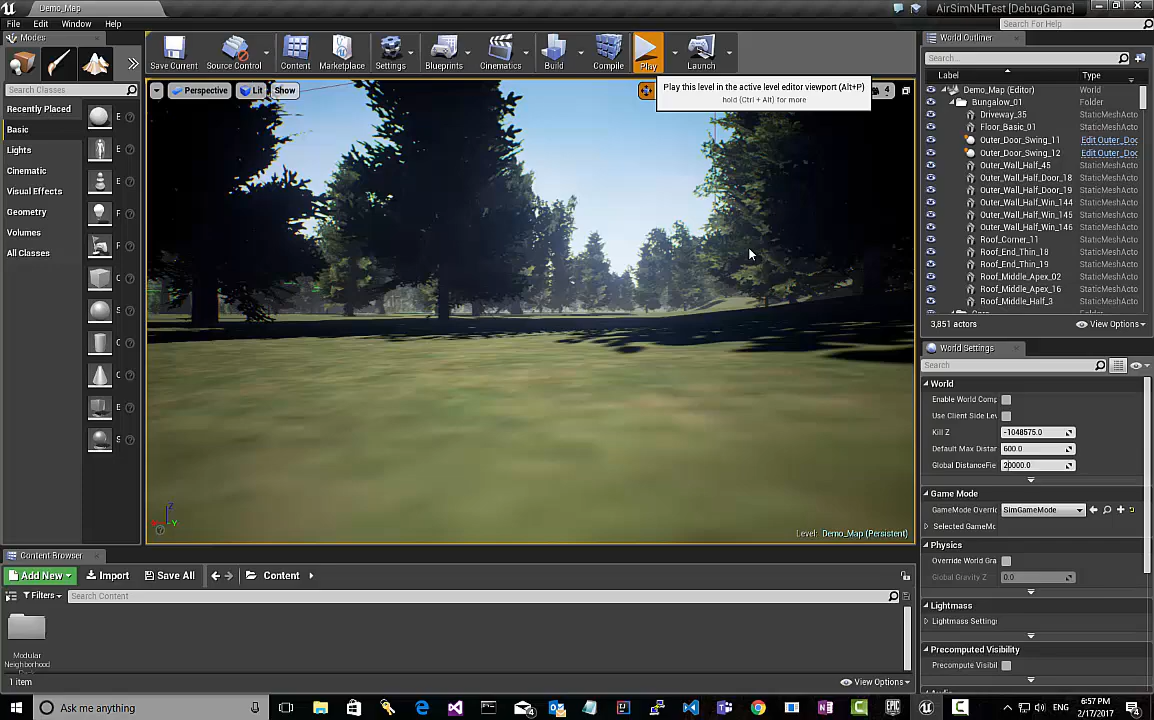 Demo_Map
AirSimNHTest [DebugGame]
File Edit Window Help
Search For Help
Modes
Save Current
Source Control
Content
Marketplace
Settings
Blueprints
Cinematics
Build
Compile
Play
Launch
World Outliner
Search...
Label Type
Search Classes
Recently Placed
Basic
Lights
Cinematic
Visual Effects
Geometry
Volumes
All Classes
E
E
E
F
F
C
S
C
C
E
S
Perspective
Lit
Show
4
Play this level in the active level editor viewport (Alt+P)
hold (Ctrl + Alt) for more
Level: Demo_Map (Persistent)
Demo_Map (Editor) World
Bungalow_01 Folder
Driveway_35 StaticMeshActo
Floor_Basic_01 StaticMeshActo
Outer_Door_Swing_11 Edit Outer_Doo
Outer_Door_Swing_12 Edit Outer_Doo
Outer_Wall_Half_45 StaticMeshActo
Outer_Wall_Half_Door_18 StaticMeshActo
Outer_Wall_Half_Door_19 StaticMeshActo
Outer_Wall_Half_Win_144 StaticMeshActo
Outer_Wall_Half_Win_145 StaticMeshActo
Outer_Wall_Half_Win_146 StaticMeshActo
Roof_Corner_11 StaticMeshActo
Roof_End_Thin_18 StaticMeshActo
Roof_End_Thin_19 StaticMeshActo
Roof_Middle_Apex_02 StaticMeshActo
Roof_Middle_Apex_16 StaticMeshActo
Roof_Middle_Half_3 StaticMeshActo
3,851 actors
View Options
World Settings
Search
World
Enable World Comp
Use Client Side Lev
Kill Z -1048575.0
Default Max Distan 600.0
Global DistanceFie 20000.0
Game Mode
GameMode Overric SimGameMode
Selected GameMc
Physics
Override World Gra
Global Gravity Z 0.0
Lightmass
Lightmass Setting
Precomputed Visibility
Precompute Visibil
Content Browser
Add New
Import
Save All
Content
Filters
Search Content
Modular
Neighborhood
1 item
View Options
Ask me anything
ENG
6:57 PM
2/17/2017